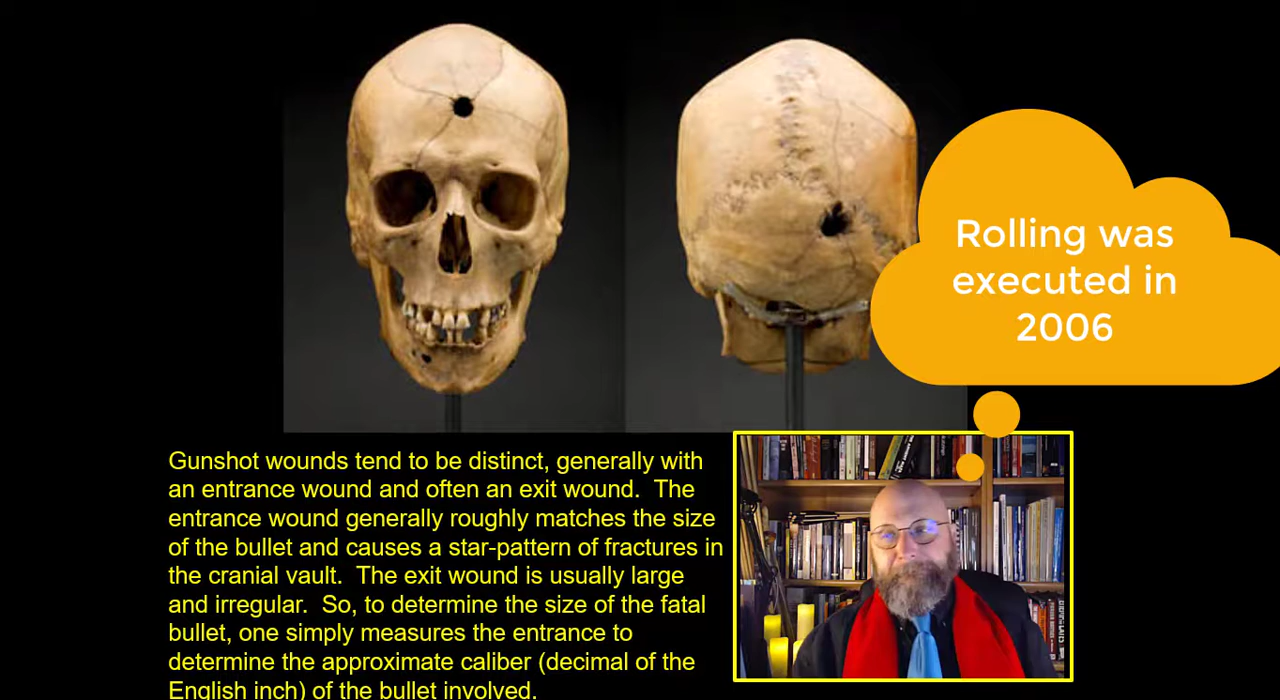 Rolling was
executed in
2006
Gunshot wounds tend to be distinct, generally with
an entrance wound and often an exit wound.  The
entrance wound generally roughly matches the size
of the bullet and causes a star-pattern of fractures in
the cranial vault.  The exit wound is usually large
and irregular.  So, to determine the size of the fatal
bullet, one simply measures the entrance to
determine the approximate caliber (decimal of the
English inch) of the bullet involved.